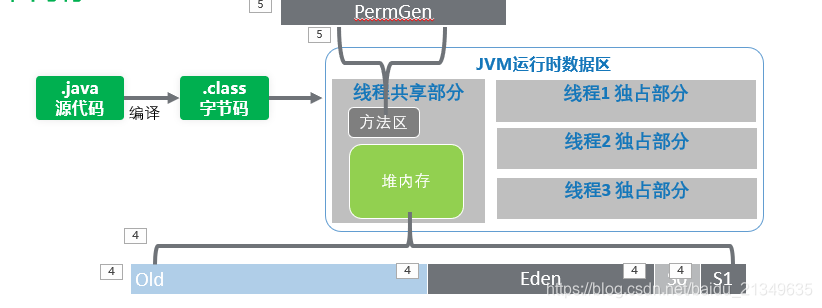 5
PermGen
5
JVM运行时数据区
.java
源代码
编译
.class
字节码
线程共享部分
方法区
堆内存
线程1 独占部分
线程2 独占部分
线程3 独占部分
4
4
Old
4
Eden
4
4
S0
S1
https://blog.csdn.net/baidu_21349635